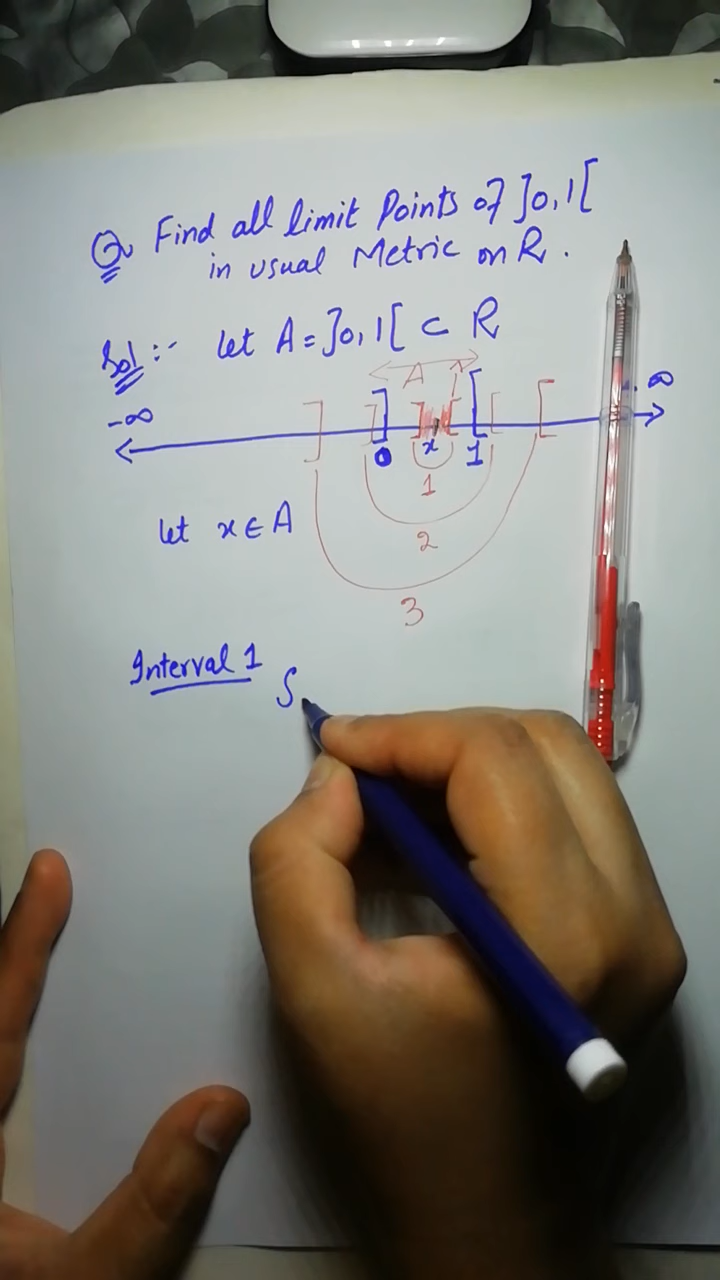 Q Find all limit Points of ]0,1[
in usual Metric on R.
Sol :- let A = ]0,1[ ⊂ R
A
-∞ ∞
0 x 1
1
let x ∈ A
2
3
Interval 1 S